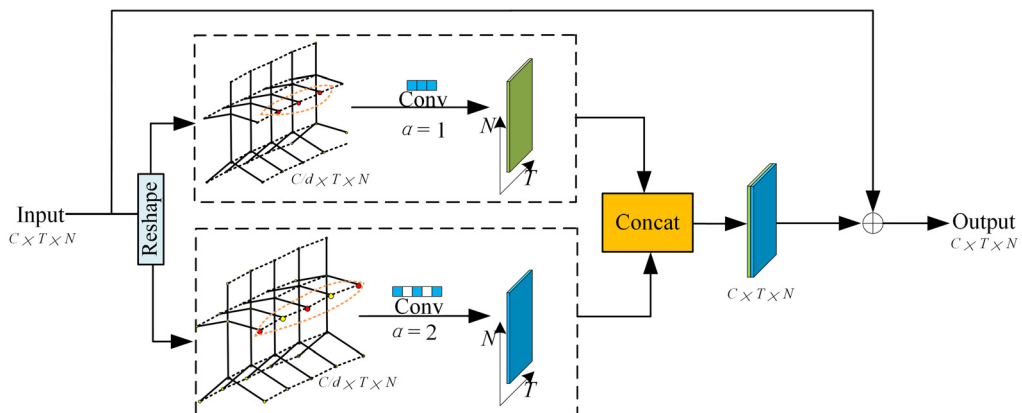 Input
C × T × N
Reshape
C/d × T × N
Conv
α = 1
N
T
C/d × T × N
Conv
α = 2
N
T
Concat
C × T × N
Output
C × T × N